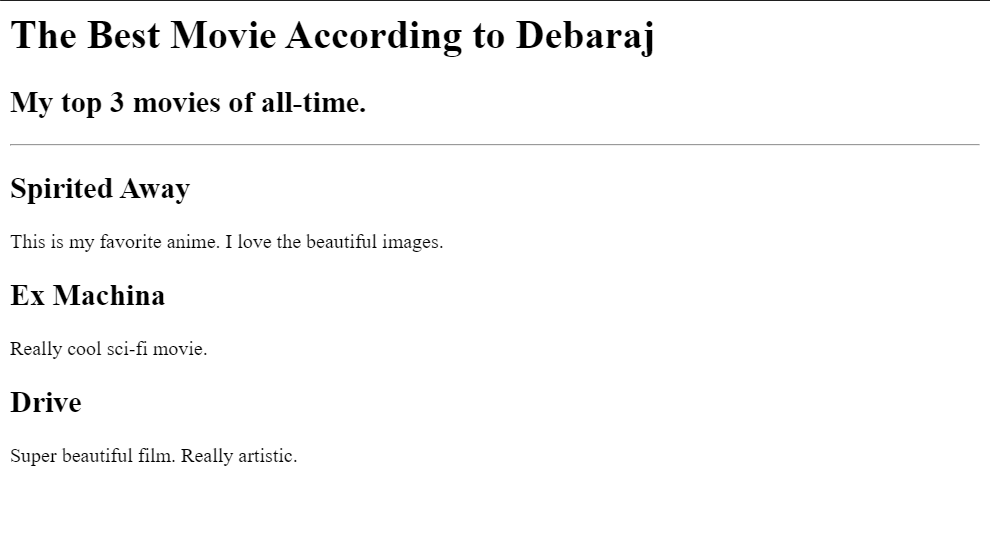 The Best Movie According to Debaraj
My top 3 movies of all-time.
Spirited Away
This is my favorite anime. I love the beautiful images.
Ex Machina
Really cool sci-fi movie.
Drive
Super beautiful film. Really artistic.